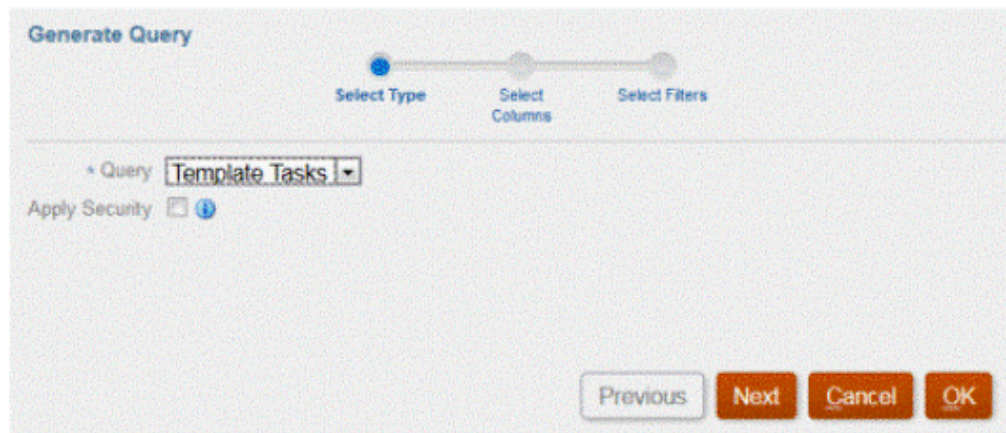 Generate Query
Select Type
Select Columns
Select Filters
* Query Template Tasks
Apply Security
Previous Next Cancel OK